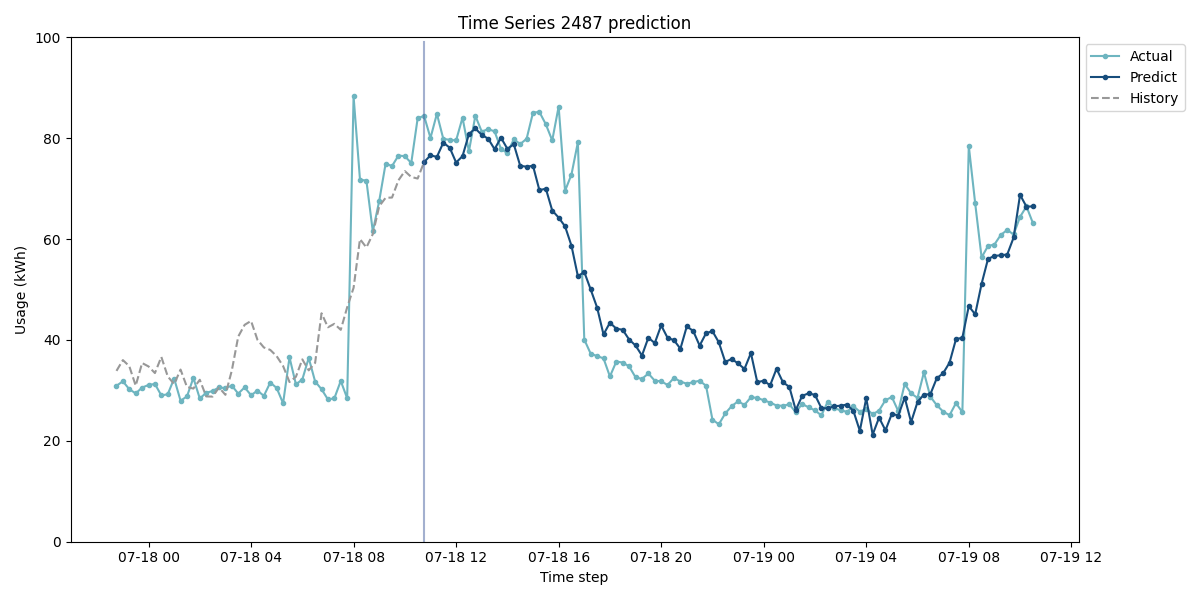 Time Series 2487 prediction
Actual
Predict
History
Usage (kWh)
100
80
60
40
20
0
07-18 00
07-18 04
07-18 08
07-18 12
07-18 16
07-18 20
07-19 00
07-19 04
07-19 08
07-19 12
Time step